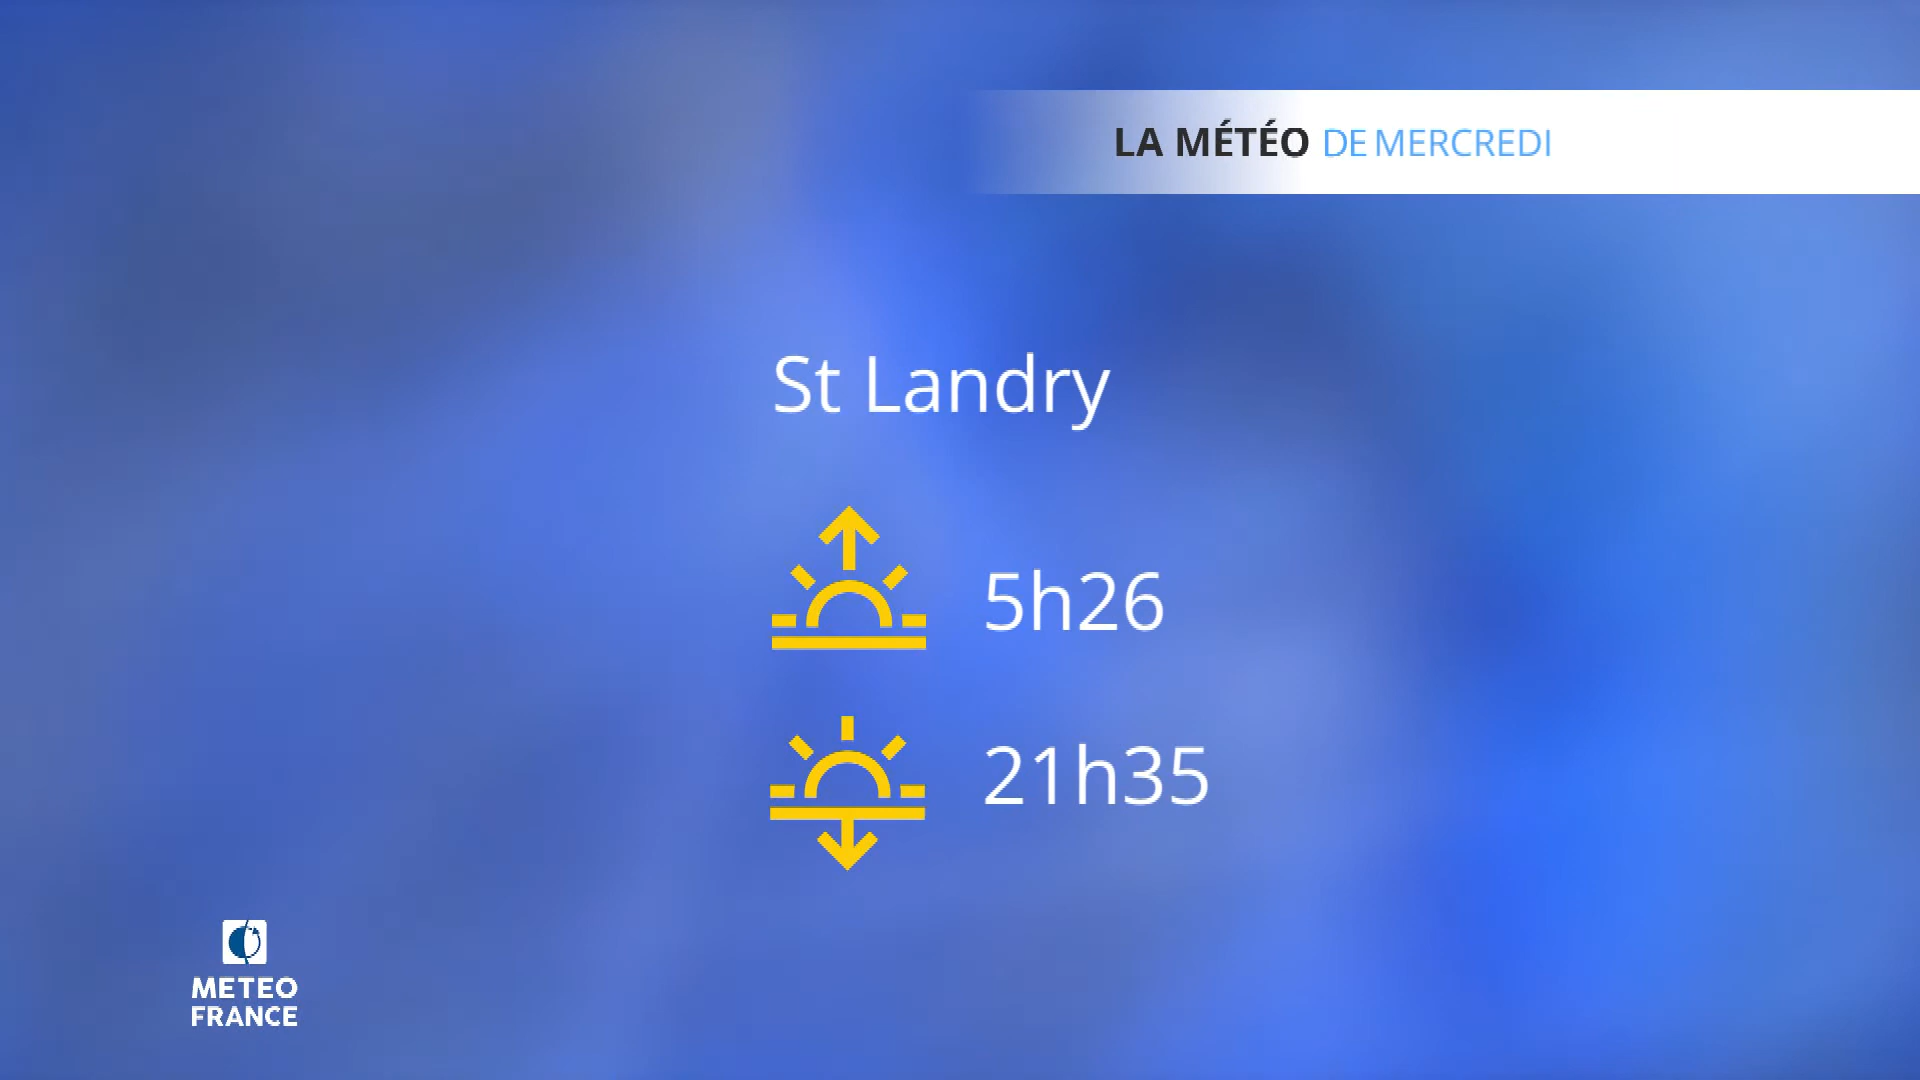 LA MÉTÉO DE MERCREDI
St Landry
5h26
21h35
METEO
FRANCE